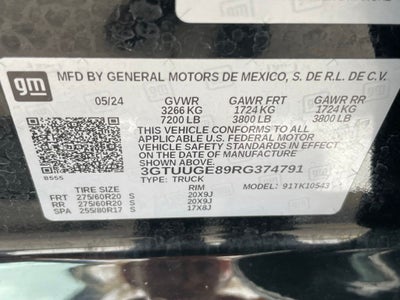 gm
MFD BY GENERAL MOTORS DE MEXICO, S. DE R.L. DE C.V.
05/24 GVWR GAWR FRT GAWR RR
3266 KG 1724 KG 1724 KG
7200 LB 3800 LB 3800 LB
THIS VEHICLE CONFORMS TO ALL APPLICABLE
U.S. FEDERAL MOTOR
VEHICLE SAFETY STANDARDS IN EFFECT ON THE
DATE OF MANUFACTURE SHOWN ABOVE.
3GTUUGE89RG374791
TYPE: TRUCK MODEL: 91TK10543
B555
TIRE SIZE RIM
FRT 275/60R20 S 20X9J
RR 275/60R20 S 20X9J
SPA 255/80R17 S 17X8J